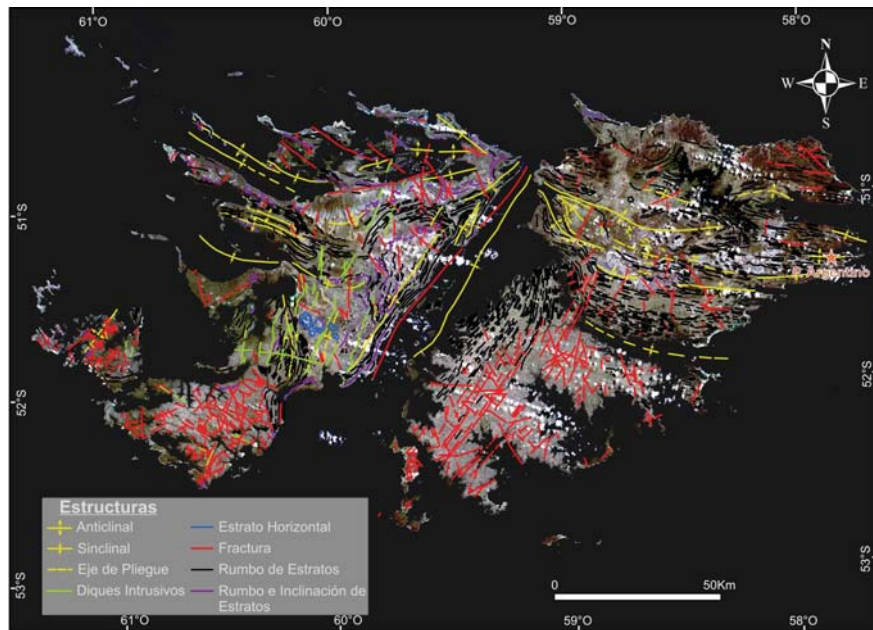 61°O 60°O 59°O 58°O
N
W E
S
51°S 51°S
P. Argentino
52°S 52°S
53°S 53°S
Estructuras
Anticlinal
Sinclinal
Eje de Pliegue
Diques Intrusivos
Estrato Horizontal
Fractura
Rumbo de Estratos
Rumbo e Inclinación de
Estratos
0 50Km
61°O 60°O 59°O 58°O